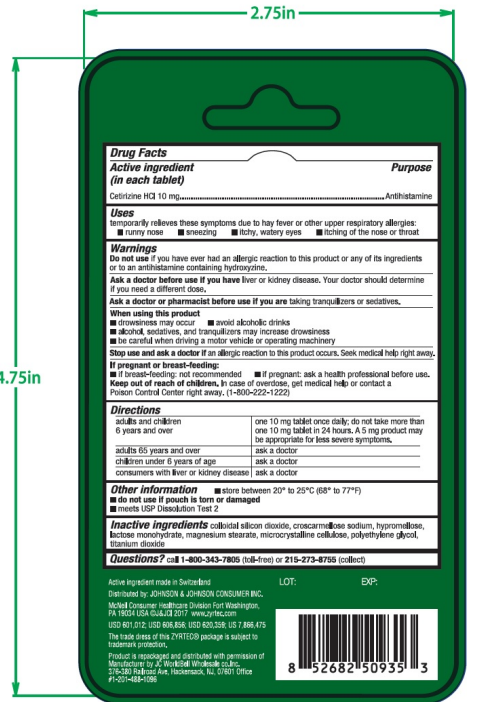 2.75in
4.75in
Drug Facts
Active ingredient Purpose
(in each tablet)
Cetirizine HCl 10 mg Antihistamine
Uses
temporarily relieves these symptoms due to hay fever or other upper respiratory allergies:
■ runny nose ■ sneezing ■ itchy, watery eyes ■ itching of the nose or throat
Warnings
Do not use if you have ever had an allergic reaction to this product or any of its ingredients
or to an antihistamine containing hydroxyzine.
Ask a doctor before use if you have liver or kidney disease. Your doctor should determine
if you need a different dose.
Ask a doctor or pharmacist before use if you are taking tranquilizers or sedatives.
When using this product
■ drowsiness may occur ■ avoid alcoholic drinks
■ alcohol, sedatives, and tranquilizers may increase drowsiness
■ be careful when driving a motor vehicle or operating machinery
Stop use and ask a doctor if an allergic reaction to this product occurs. Seek medical help right away.
If pregnant or breast-feeding:
■ if breast-feeding: not recommended ■ if pregnant: ask a health professional before use.
Keep out of reach of children. In case of overdose, get medical help or contact a
Poison Control Center right away. (1-800-222-1222)
Directions
adults and children one 10 mg tablet once daily; do not take more than
6 years and over one 10 mg tablet in 24 hours. A 5 mg product may
be appropriate for less severe symptoms.
adults 65 years and over ask a doctor
children under 6 years of age ask a doctor
consumers with liver or kidney disease ask a doctor
Other information ■ store between 20° to 25°C (68° to 77°F)
■ do not use if pouch is torn or damaged
■ meets USP Dissolution Test 2
Inactive ingredients colloidal silicon dioxide, croscarmellose sodium, hypromellose,
lactose monohydrate, magnesium stearate, microcrystalline cellulose, polyethylene glycol,
titanium dioxide
Questions? call 1-800-343-7805 (toll-free) or 215-273-8755 (collect)
Active ingredient made in Switzerland LOT: EXP:
Distributed by: JOHNSON & JOHNSON CONSUMER INC.
McNeil Consumer Healthcare Division Fort Washington,
PA 19034 USA ©J&JCI 2017 www.zyrtec.com
USD 601,012; USD 606,856; USD 620,359; US 7,866,475
The trade dress of this ZYRTEC® package is subject to
trademark protection.
Product is repackaged and distributed with permission of
Manufacturer by JC WorldBell Wholesale co.Inc.
376-380 Railroad Ave, Hackensack, NJ, 07601 Office
#1-201-488-1096
8 52682 50935 3